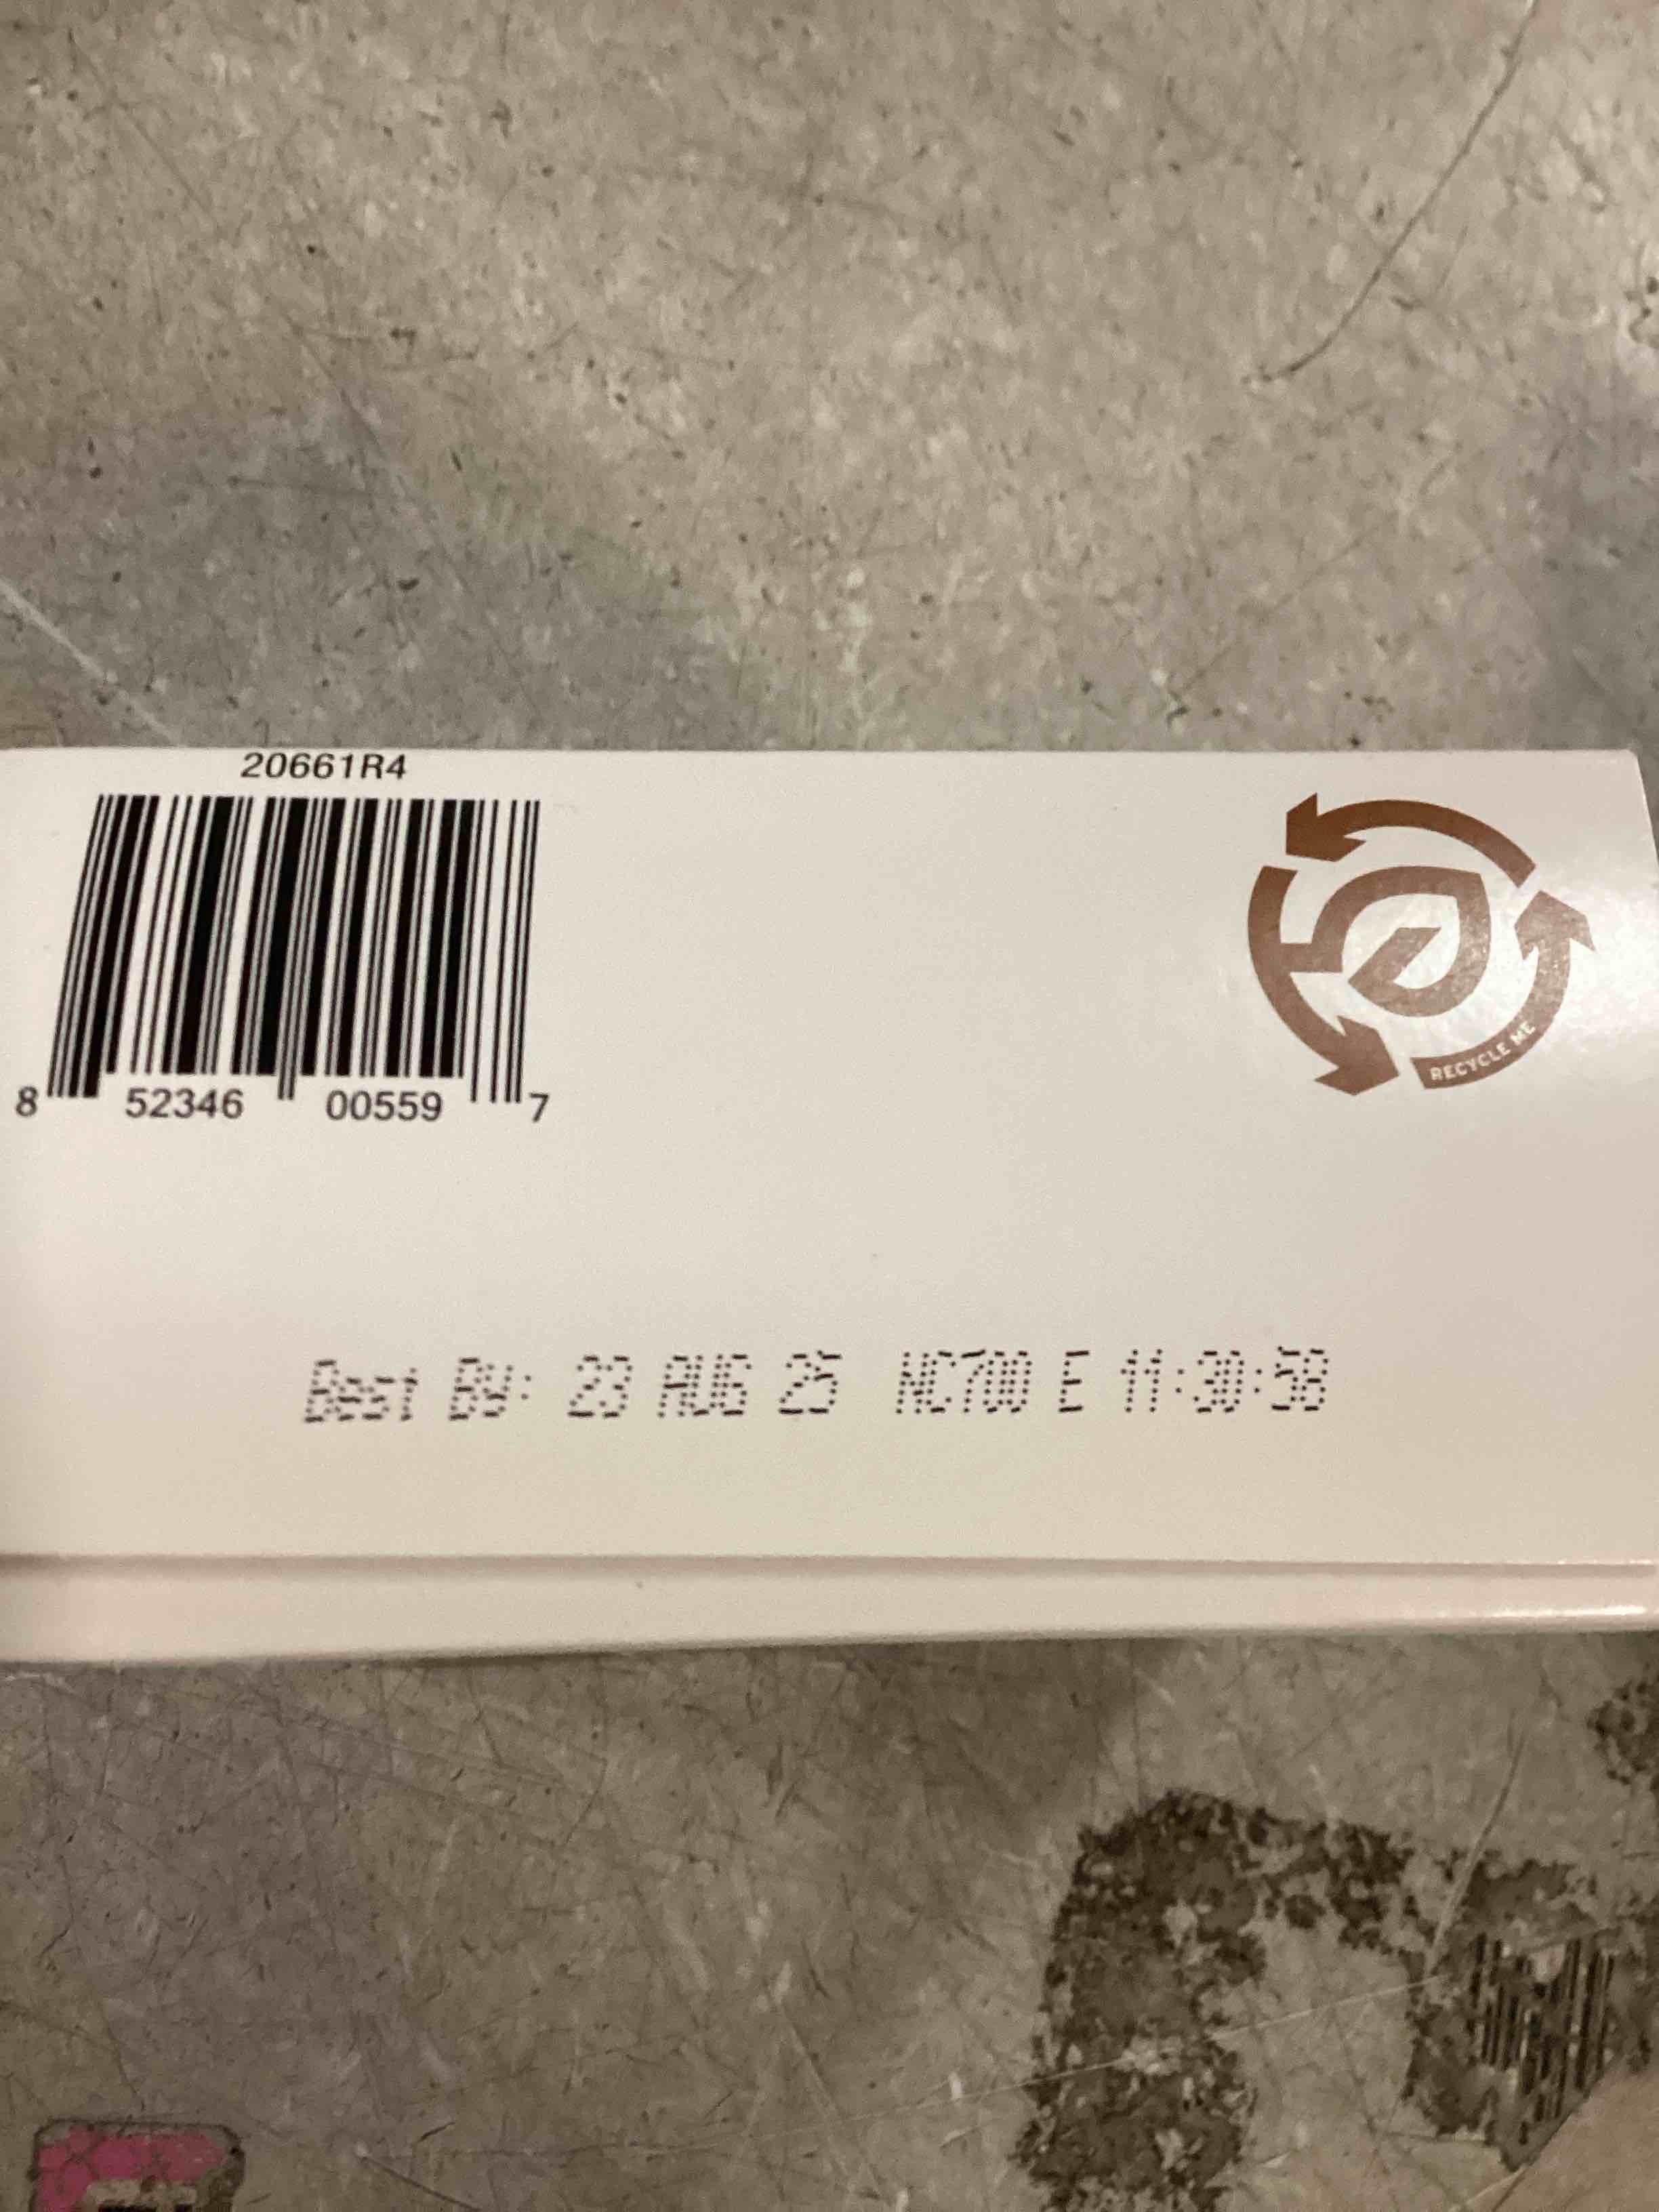 20661R4
8 52346 00559 7
RECYCLE ME
Best By: 23 AUG 25 NC700 E 11:30:58